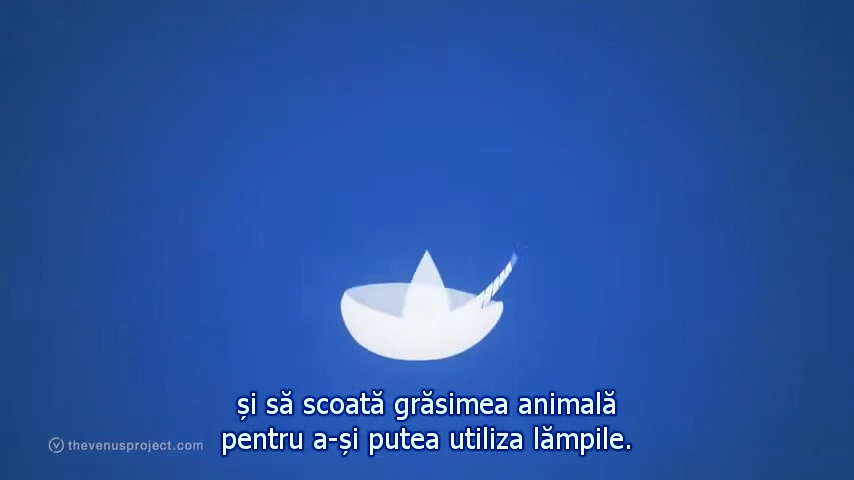 și să scoată grăsimea animală
pentru a-și putea utiliza lămpile.
thevenusproject.com